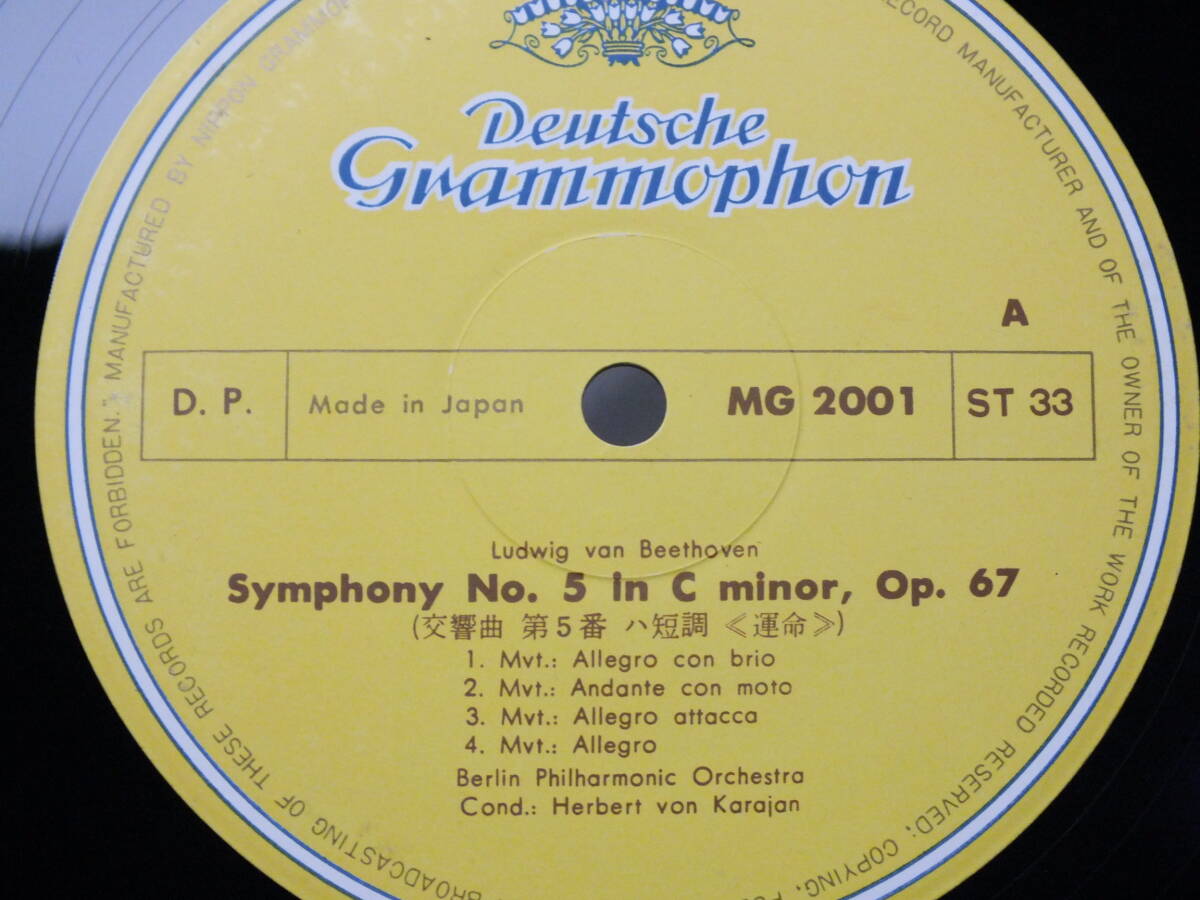 Deutsche
Grammophon
A
D. P.
Made in Japan
MG 2001
ST 33
Ludwig van Beethoven
Symphony No. 5 in C minor, Op. 67
(交響曲 第5番 ハ短調 ≪運命≫)
1. Mvt.: Allegro con brio
2. Mvt.: Andante con moto
3. Mvt.: Allegro attacca
4. Mvt.: Allegro
Berlin Philharmonic Orchestra
Cond.: Herbert von Karajan
RECORD MANUFACTURER AND OF THE OWNER OF THE WORK RECORDED RESERVED: COPYING,
BROADCASTING OF THESE RECORDS ARE FORBIDDEN." MANUFACTURED BY NIPPON